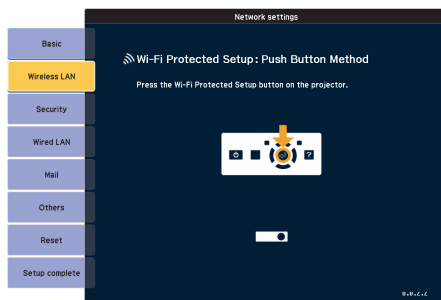 Network settings
Basic
Wireless LAN
Security
Wired LAN
Mail
Others
Reset
Setup complete
Wi-Fi Protected Setup: Push Button Method
Press the Wi-Fi Protected Setup button on the projector.
?